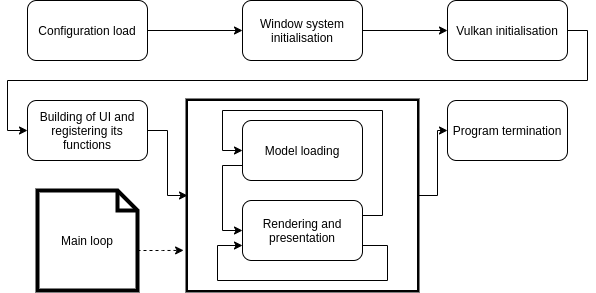 Configuration load
Window system
initialisation
Vulkan initialisation
Building of UI and
registering its
functions
Model loading
Program termination
Rendering and
presentation
Main loop